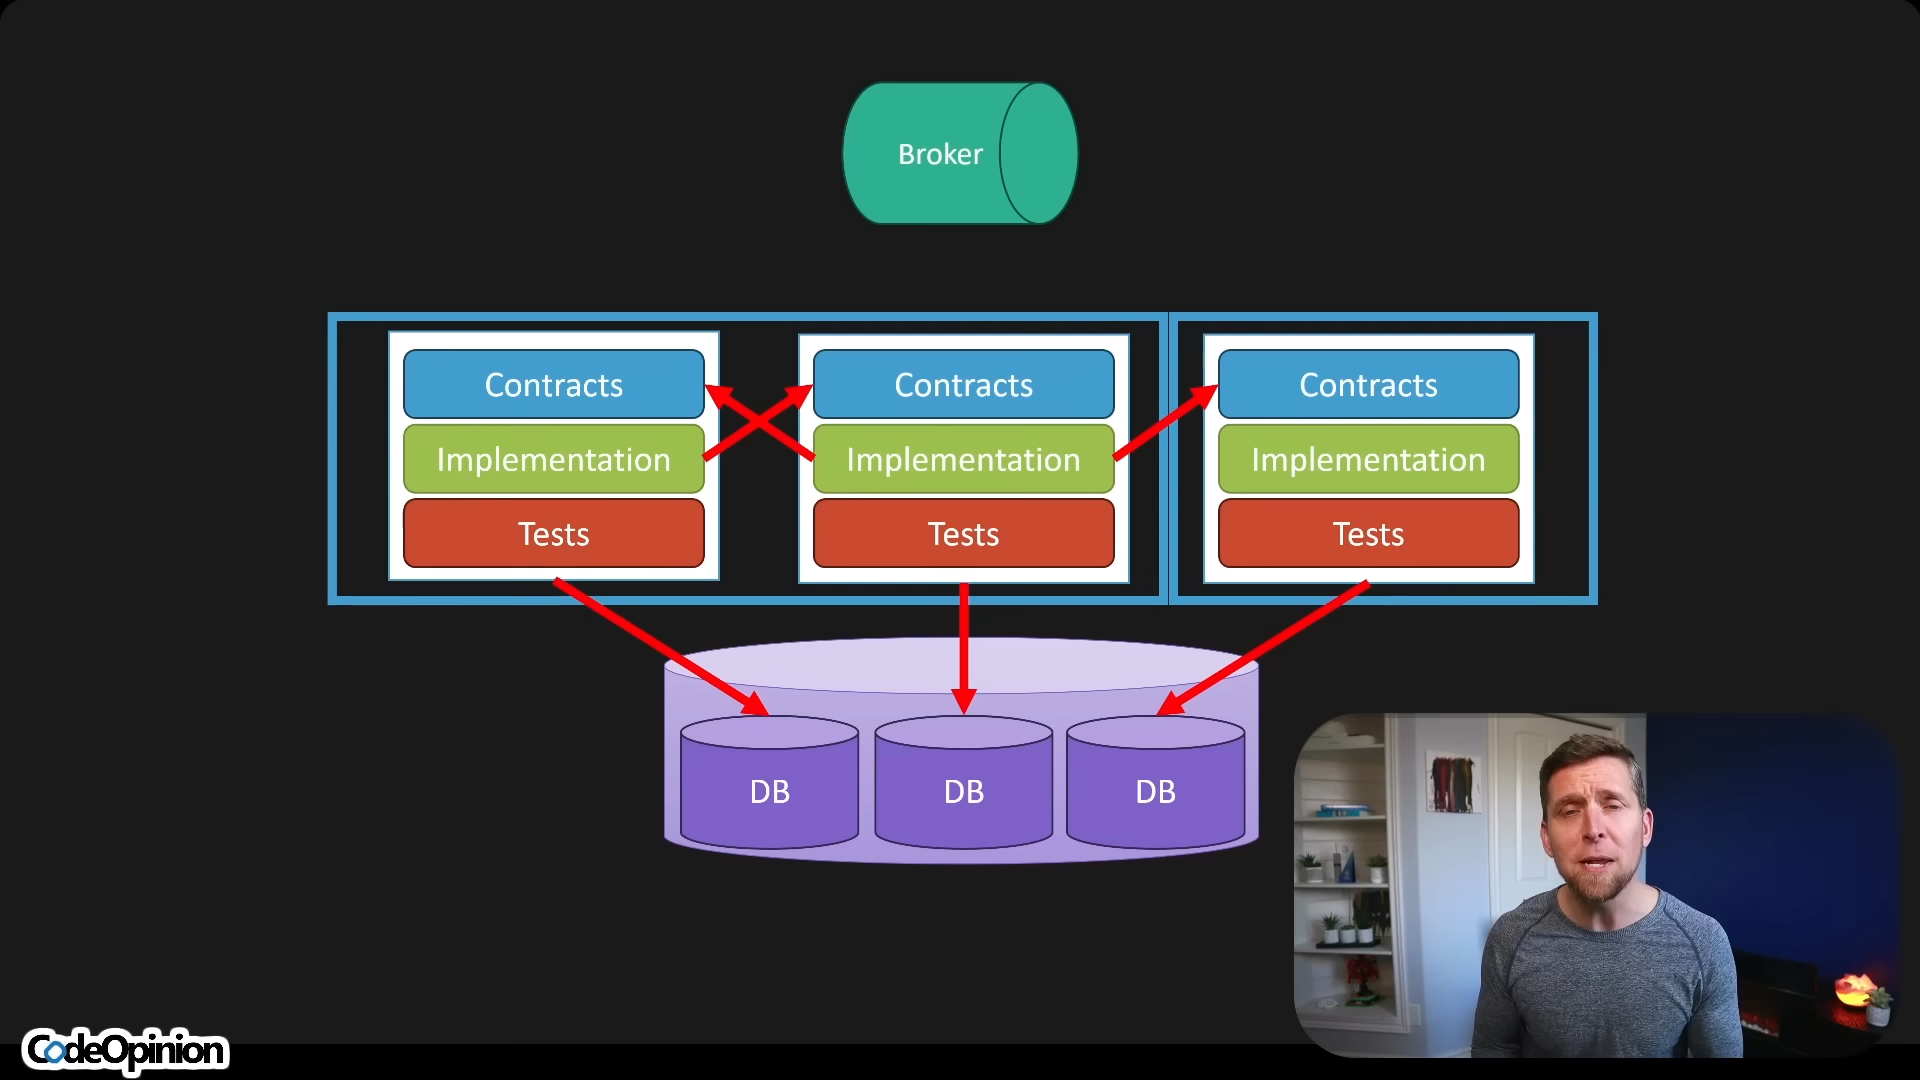 Broker
Contracts
Contracts
Contracts
Implementation
Implementation
Implementation
Tests
Tests
Tests
DB
DB
DB
CodeOpinion